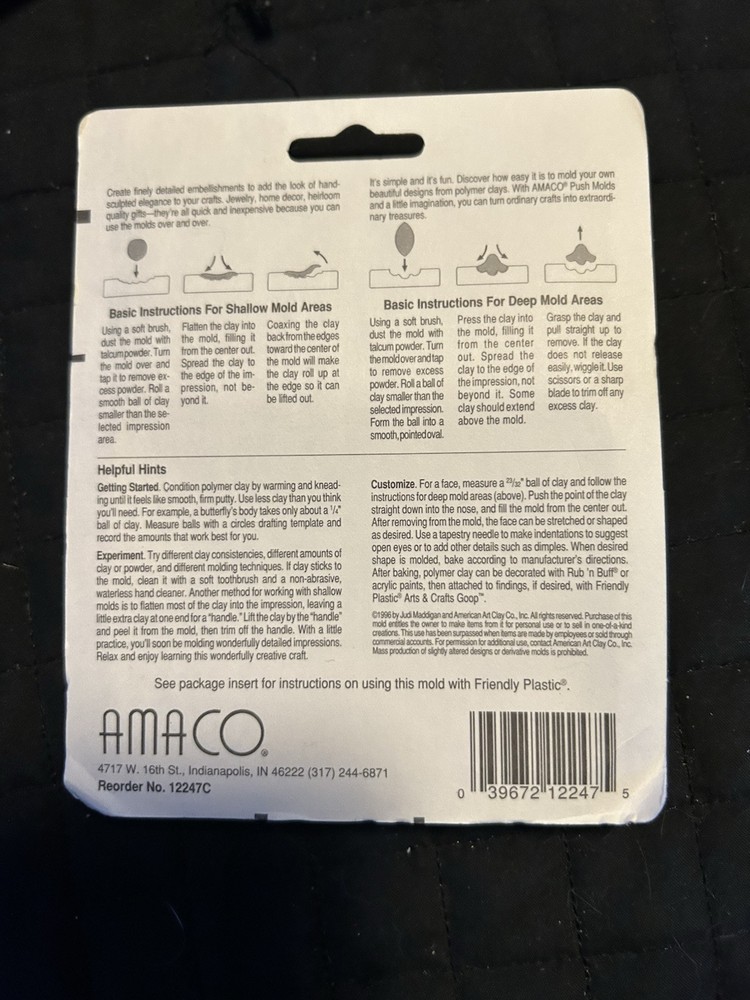 Create finely detailed embellishments to add the look of hand-
sculpted elegance to your crafts. Jewelry, home decor, heirloom
quality gifts—they're all quick and inexpensive because you can
use the molds over and over.
It's simple and it's fun. Discover how easy it is to mold your own
beautiful designs from polymer clays. With AMACO® Push Molds
and a little imagination, you can turn ordinary crafts into extraordi-
nary treasures.
Basic Instructions For Shallow Mold Areas
Using a soft brush,
dust the mold with
talcum powder. Turn
the mold over and
tap it to remove ex-
cess powder. Roll a
smooth ball of clay
smaller than the se-
lected impression
area.
Flatten the clay into
the mold, filling it
from the center out.
Spread the clay to
the edge of the im-
pression, not be-
yond it.
Coaxing the clay
back from the edges
toward the center of
the mold will make
the clay roll up at
the edge so it can
be lifted out.
Basic Instructions For Deep Mold Areas
Using a soft brush,
dust the mold with
talcum powder. Turn
the mold over and tap
to remove excess
powder. Roll a ball of
clay smaller than the
selected impression.
Form the ball into a
smooth, pointed oval.
Press the clay into
the mold, filling it
from the center
out. Spread the
clay to the edge of
the impression, not
beyond it. Some
clay should extend
above the mold.
Grasp the clay and
pull straight up to
remove. If the clay
does not release
easily, wiggle it. Use
scissors or a sharp
blade to trim off any
excess clay.
Helpful Hints
Getting Started. Condition polymer clay by warming and knead-
ing until it feels like smooth, firm putty. Use less clay than you think
you'll need. For example, a butterfly's body takes only about a 1/4"
ball of clay. Measure balls with a circles drafting template and
record the amounts that work best for you.
Experiment. Try different clay consistencies, different amounts of
clay or powder, and different molding techniques. If clay sticks to
the mold, clean it with a soft toothbrush and a non-abrasive,
waterless hand cleaner. Another method for working with shallow
molds is to flatten most of the clay into the impression, leaving a
little extra clay at one end for a "handle." Lift the clay by the "handle"
and peel it from the mold, then trim off the handle. With a little
practice, you'll soon be molding wonderfully detailed impressions.
Relax and enjoy learning this wonderfully creative craft.
Customize. For a face, measure a 23/32" ball of clay and follow the
instructions for deep mold areas (above). Push the point of the clay
straight down into the nose, and fill the mold from the center out.
After removing from the mold, the face can be stretched or shaped
as desired. Use a tapestry needle to make indentations to suggest
open eyes or to add other details such as dimples. When desired
shape is molded, bake according to manufacturer's directions.
After baking, polymer clay can be decorated with Rub 'n Buff® or
acrylic paints, then attached to findings, if desired, with Friendly
Plastic® Arts & Crafts Goop™.
©1996 by Judi Maddigan and American Art Clay Co., Inc. All rights reserved. Purchase of this
mold entitles the owner to make items from it for personal use or to sell in one-of-a-kind
creations. This use has been surpassed when items are made by employees or sold through
commercial accounts. For permission for additional use, contact American Art Clay Co., Inc.
Mass production of slightly altered designs or derivative molds is prohibited.
See package insert for instructions on using this mold with Friendly Plastic®.
AMACO®
4717 W. 16th St., Indianapolis, IN 46222 (317) 244-6871
Reorder No. 12247C
0 39672 12247 5